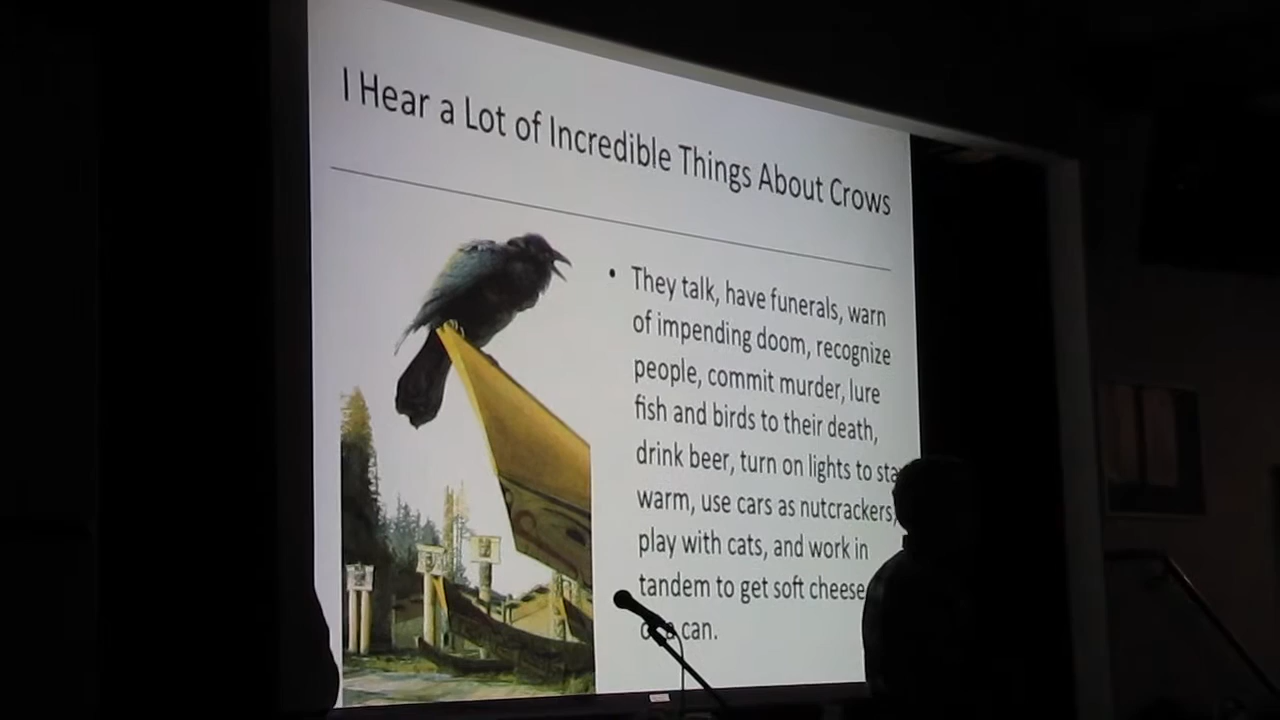 I Hear a Lot of Incredible Things About Crows
• They talk, have funerals, warn
of impending doom, recognize
people, commit murder, lure
fish and birds to their death,
drink beer, turn on lights to stay
warm, use cars as nutcrackers,
play with cats, and work in
tandem to get soft cheese
can.